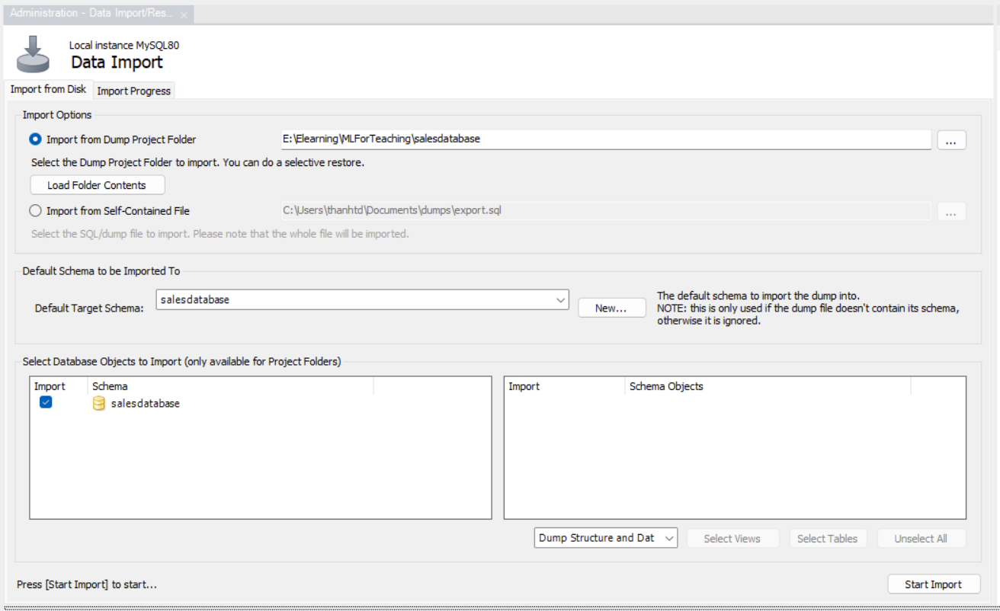 Administration - Data Import/Res...
Local instance MySQL80
Data Import
Import from Disk
Import Progress
Import Options
Import from Dump Project Folder
E:\Elearning\MLForTeaching\salesdatabase
...
Select the Dump Project Folder to import. You can do a selective restore.
Load Folder Contents
Import from Self-Contained File
C:\Users\thanhtd\Documents\dumps\export.sql
...
Select the SQL/dump file to import. Please note that the whole file will be imported.
Default Schema to be Imported To
Default Target Schema:
salesdatabase
New...
The default schema to import the dump into.
NOTE: this is only used if the dump file doesn't contain its schema,
otherwise it is ignored.
Select Database Objects to Import (only available for Project Folders)
Import Schema
salesdatabase
Import Schema Objects
Dump Structure and Dat
Select Views
Select Tables
Unselect All
Press [Start Import] to start...
Start Import